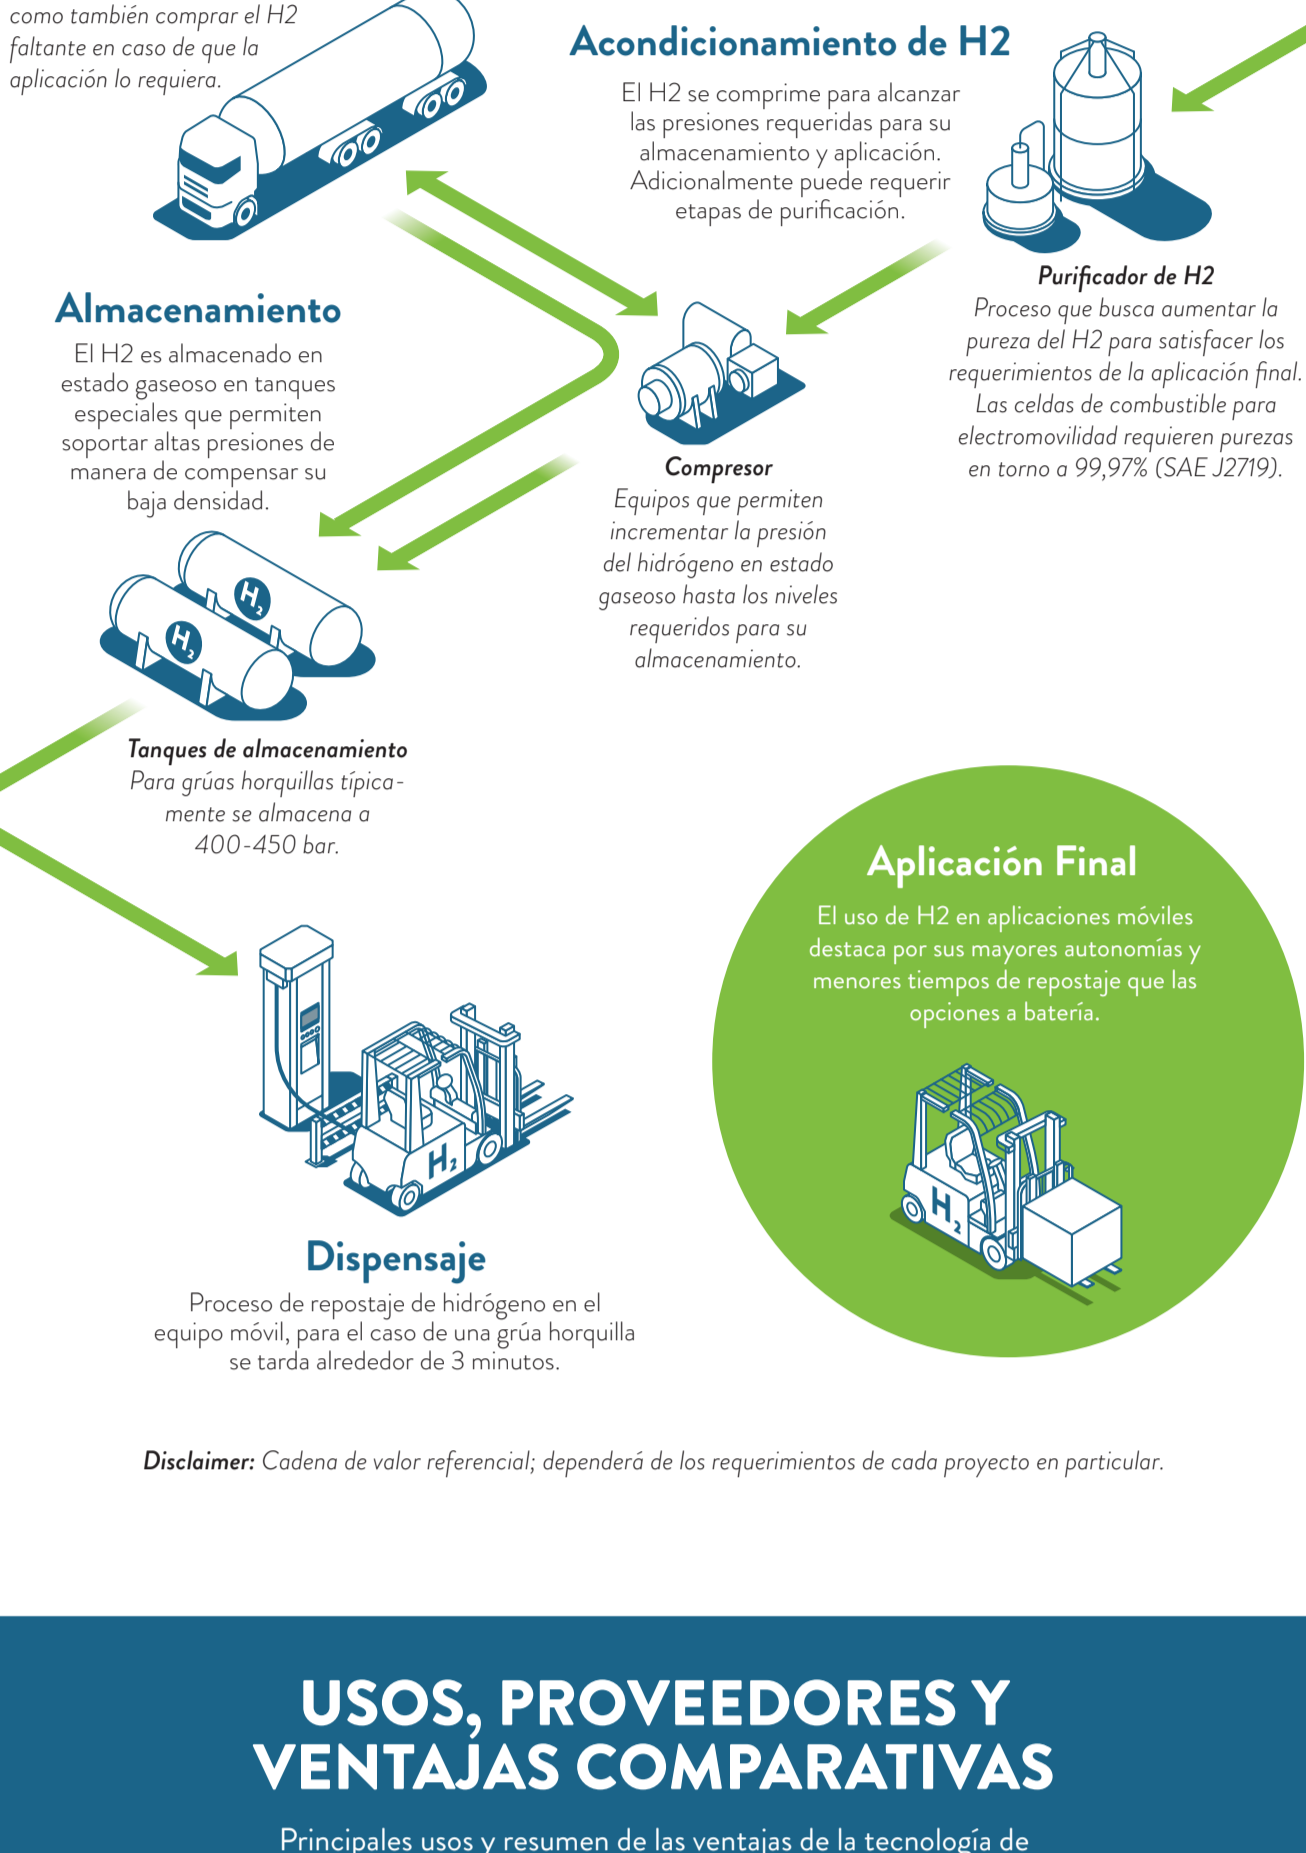 como también comprar el H2
faltante en caso de que la
aplicación lo requiera.
Acondicionamiento de H2
El H2 se comprime para alcanzar
las presiones requeridas para su
almacenamiento y aplicación.
Adicionalmente puede requerir
etapas de purificación.
Purificador de H2
Proceso que busca aumentar la
pureza del H2 para satisfacer los
requerimientos de la aplicación final.
Las celdas de combustible para
electromovilidad requieren purezas
en torno a 99,97% (SAE J2719).
Almacenamiento
El H2 es almacenado en
estado gaseoso en tanques
especiales que permiten
soportar altas presiones de
manera de compensar su
baja densidad.
Compresor
Equipos que permiten
incrementar la presión
del hidrógeno en estado
gaseoso hasta los niveles
requeridos para su
almacenamiento.
H2
H2
Tanques de almacenamiento
Para grúas horquillas típica-
mente se almacena a
400-450 bar.
Aplicación Final
El uso de H2 en aplicaciones móviles
destaca por sus mayores autonomías y
menores tiempos de repostaje que las
opciones a batería.
H2
H2
Dispensaje
Proceso de repostaje de hidrógeno en el
equipo móvil, para el caso de una grúa horquilla
se tarda alrededor de 3 minutos.
Disclaimer: Cadena de valor referencial; dependerá de los requerimientos de cada proyecto en particular.
USOS, PROVEEDORES Y
VENTAJAS COMPARATIVAS
Principales usos y resumen de las ventajas de la tecnología de